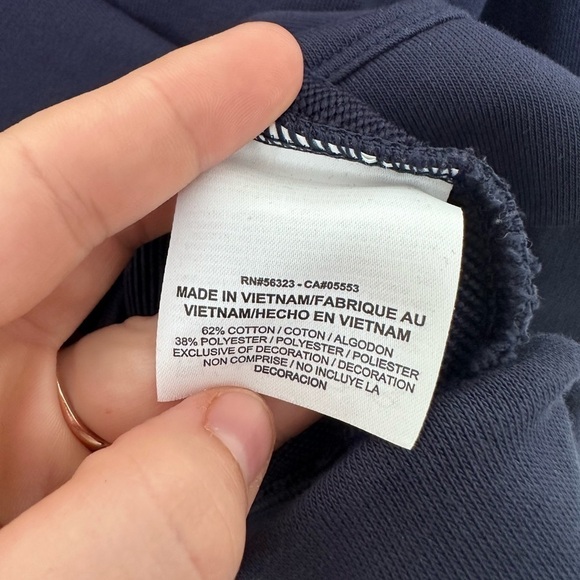 RN#56323 - CA#05553
MADE IN VIETNAM/FABRIQUE AU
VIETNAM/HECHO EN VIETNAM
62% COTTON / COTON / ALGODON
38% POLYESTER / POLYESTER / POLIESTER
EXCLUSIVE OF DECORATION / DECORATION
NON COMPRISE / NO INCLUYE LA
DECORACION